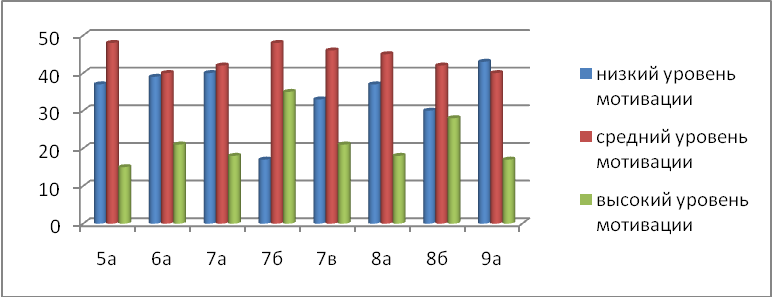 50
40
30
20
10
0
5а 6а 7а 7б 7в 8а 8б 9а
низкий уровень
мотивации
средний уровень
мотивации
высокий уровень
мотивации